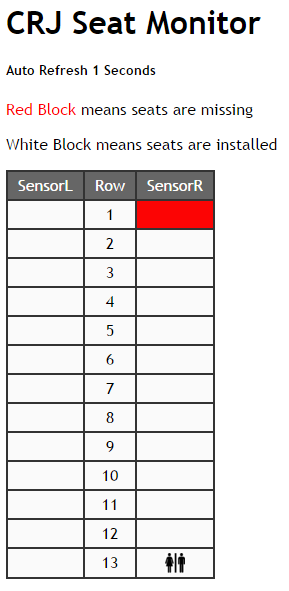 CRJ Seat Monitor
Auto Refresh 1 Seconds
Red Block means seats are missing
White Block means seats are installed
SensorL Row SensorR
1
2
3
4
5
6
7
8
9
10
11
12
13